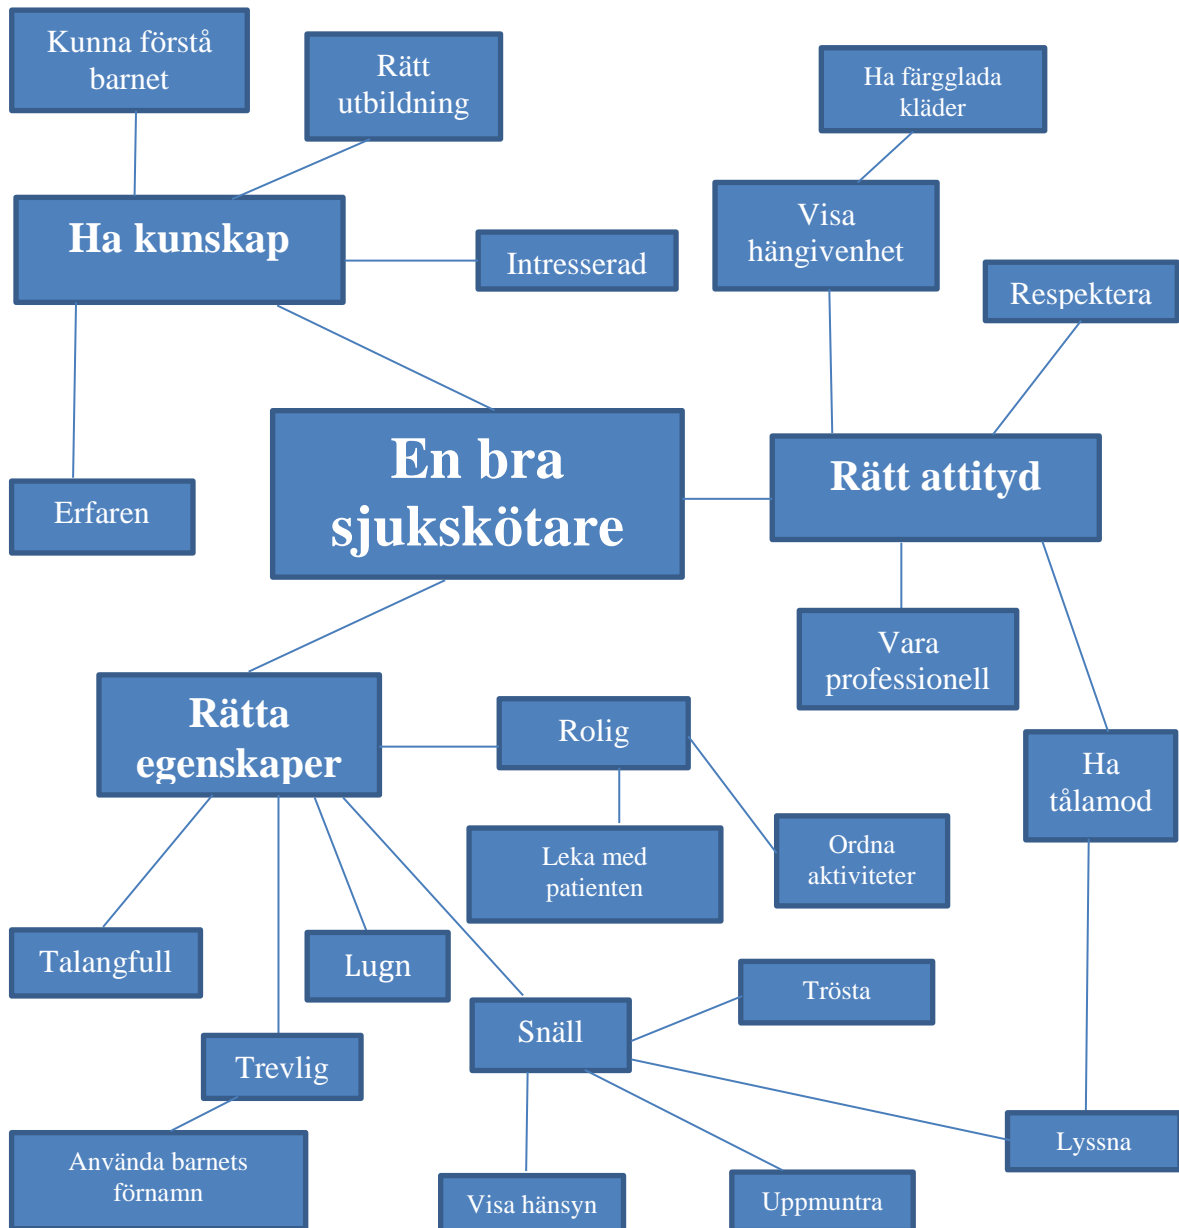 Kunna förstå
barnet
Rätt
utbildning
Ha färgglada
kläder
Ha kunskap
Visa
hängivenhet
Intresserad
Respektera
En bra
sjukskötare
Rätt attityd
Erfaren
Vara
professionell
Rätta
egenskaper
Rolig
Ha
tålamod
Leka med
patienten
Ordna
aktiviteter
Talangfull
Lugn
Trösta
Snäll
Trevlig
Lyssna
Använda barnets
förnamn
Visa hänsyn
Uppmuntra